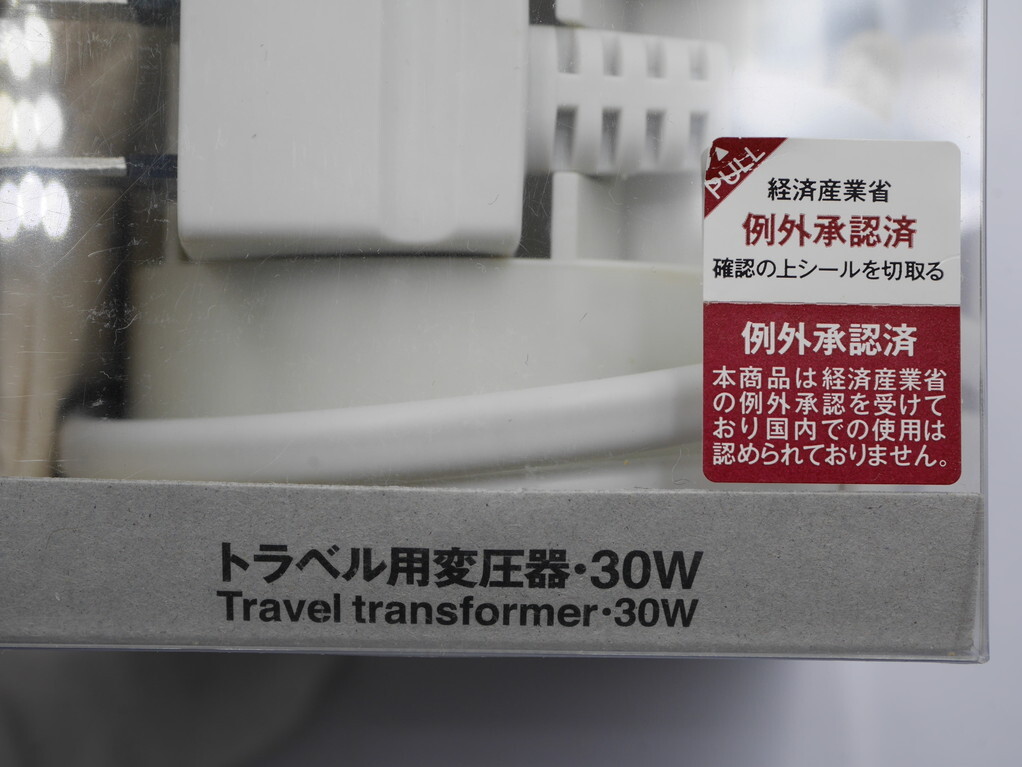 PULL
経済産業省
例外承認済
確認の上シールを切取る
例外承認済
本商品は経済産業省
の例外承認を受けて
おり国内での使用は
認められておりません。
トラベル用変圧器・30W
Travel transformer・30W